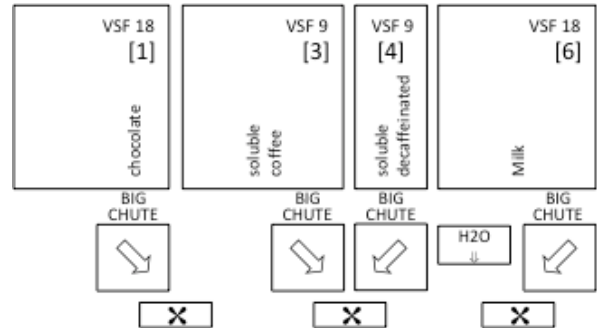 VSF 18
[1]
chocolate
VSF 9
[3]
soluble
coffee
VSF 9
[4]
soluble
decaffeinated
VSF 18
[6]
Milk
BIG
CHUTE
BIG
CHUTE
BIG
CHUTE
BIG
CHUTE
H2O